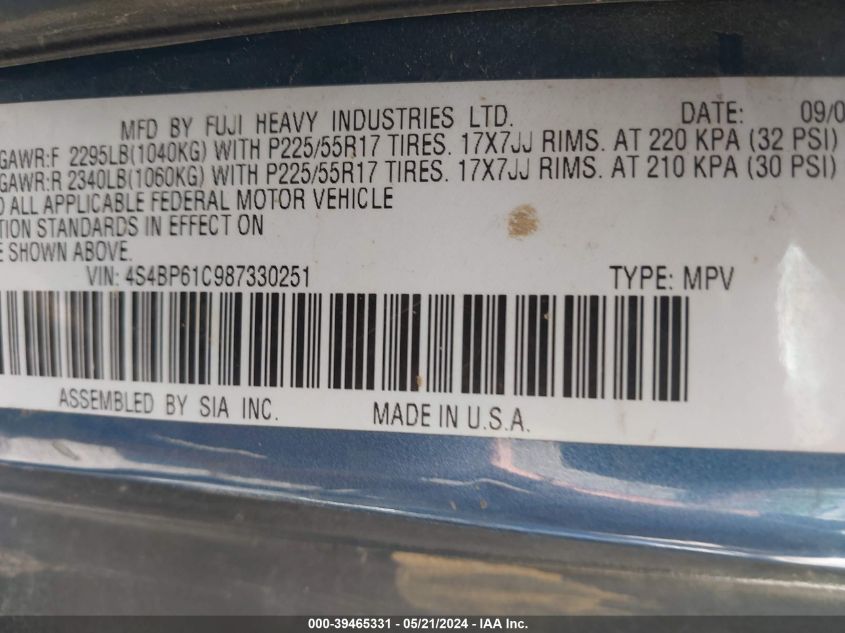 MFD BY FUJI HEAVY INDUSTRIES LTD. DATE: 09/0
GAWR:F 2295LB(1040KG) WITH P225/55R17 TIRES. 17X7JJ RIMS. AT 220 KPA (32 PSI)
GAWR:R 2340LB(1060KG) WITH P225/55R17 TIRES. 17X7JJ RIMS. AT 210 KPA (30 PSI)
O ALL APPLICABLE FEDERAL MOTOR VEHICLE
TION STANDARDS IN EFFECT ON
E SHOWN ABOVE.
VIN: 4S4BP61C987330251 TYPE: MPV
ASSEMBLED BY SIA INC. MADE IN U.S.A.
000-39465331 - 05/21/2024 - IAA Inc.